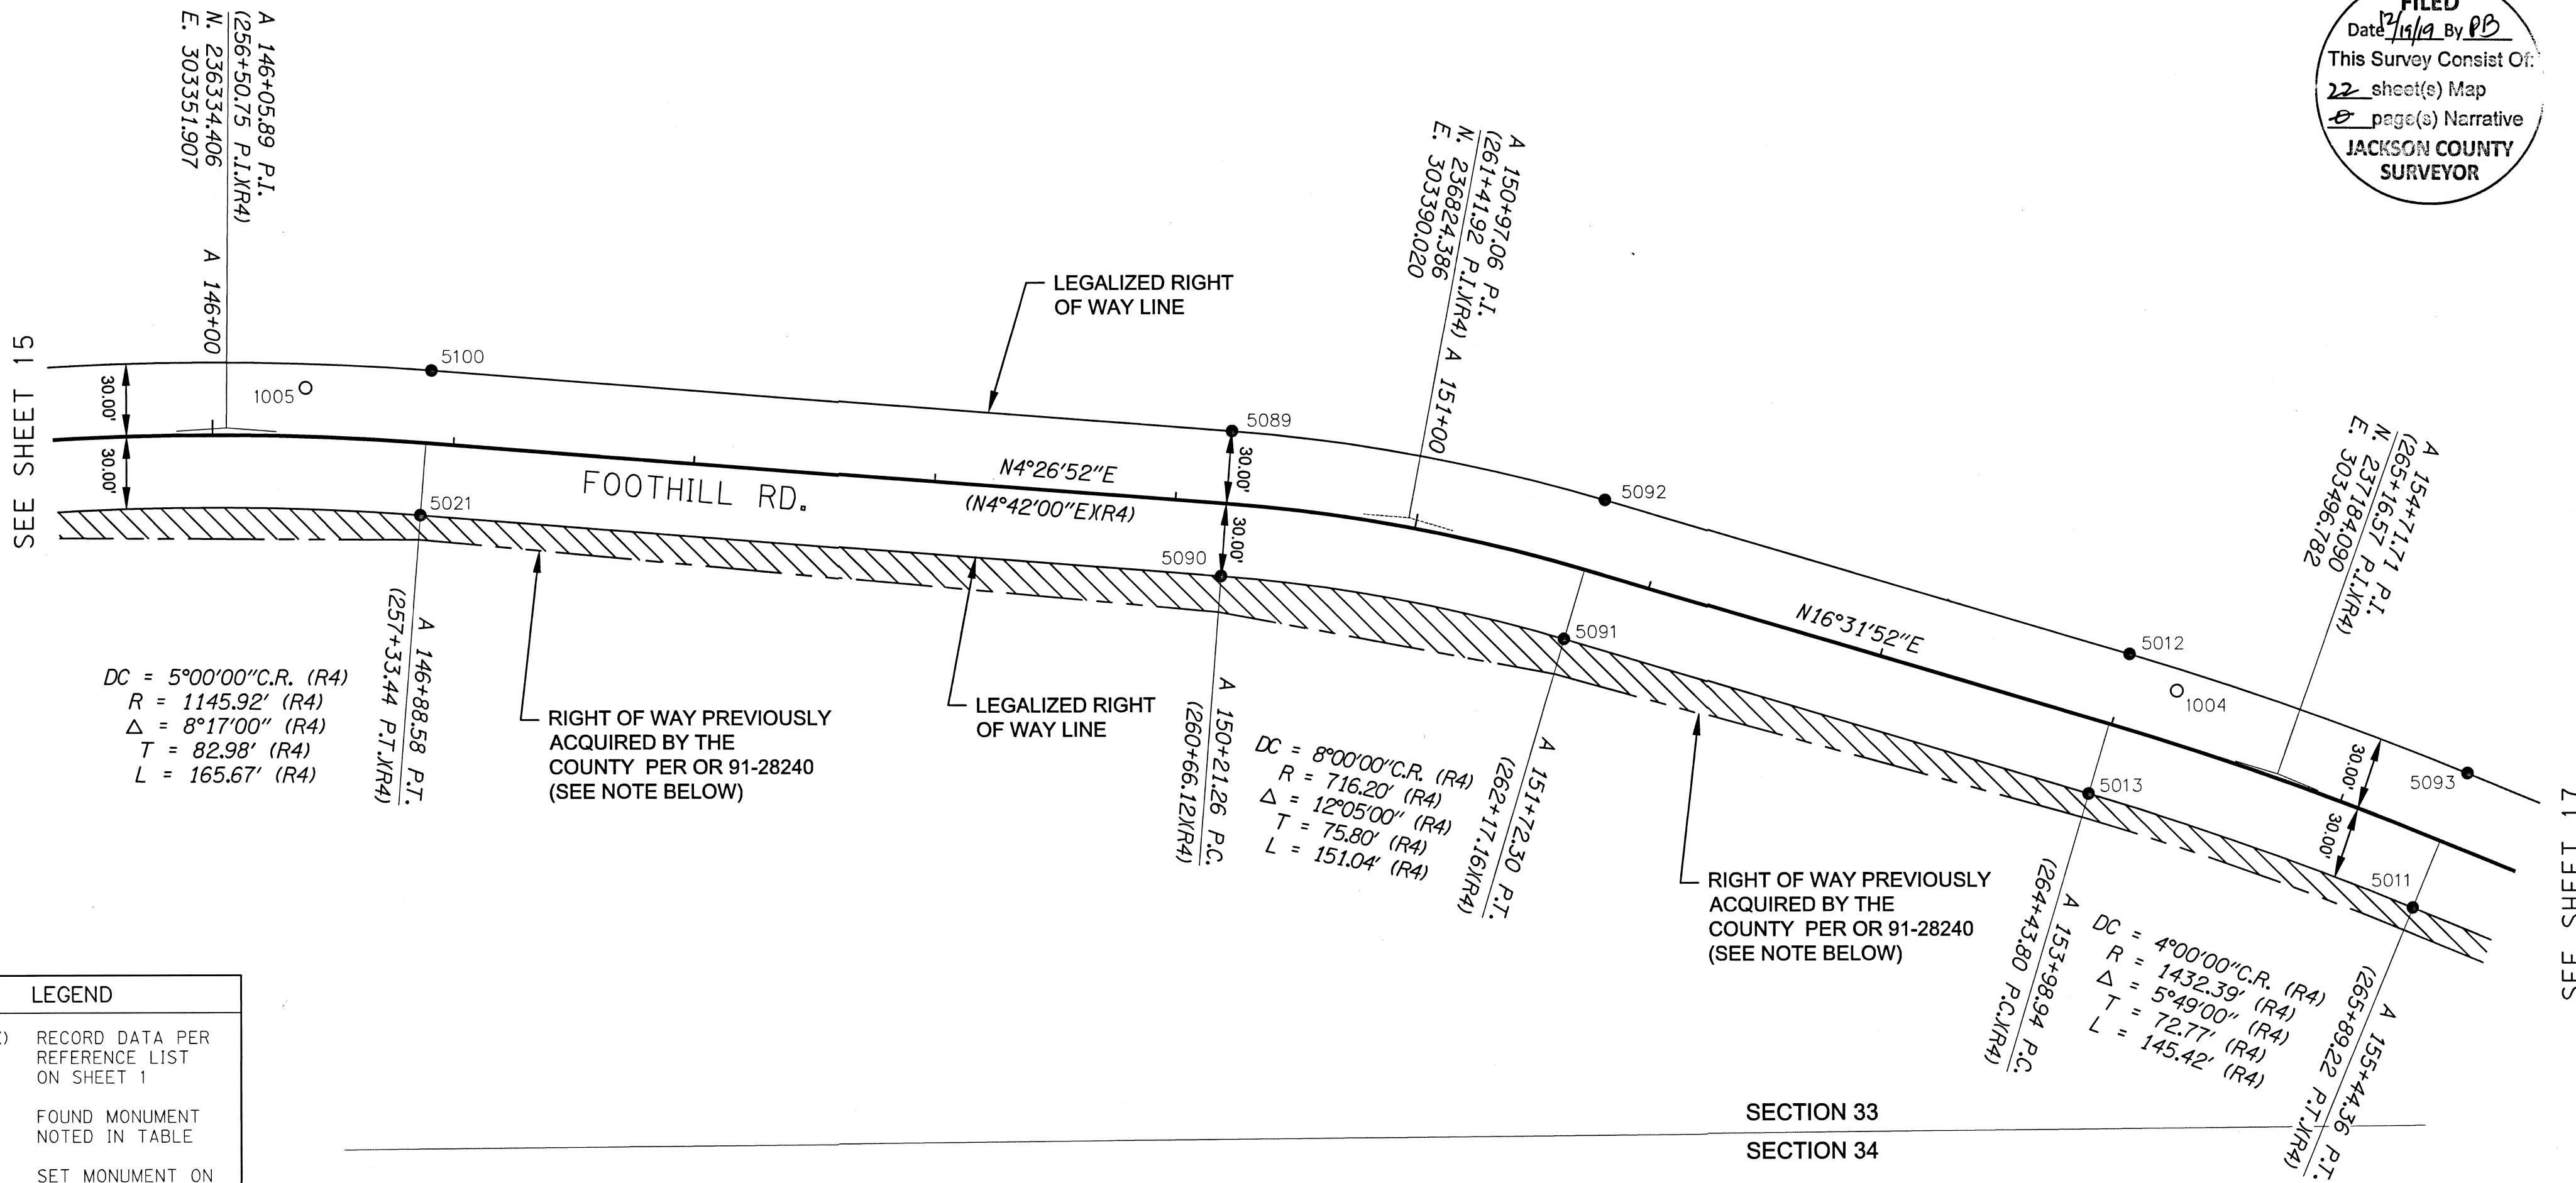 FILED
Date 12/19/19 By PB
This Survey Consist Of:
22 sheet(s) Map
0 page(s) Narrative
JACKSON COUNTY
SURVEYOR
A 146+05.89 P.I.
(256+50.75 P.I.)(R4)
N. 236334.406
E. 303351.907
A 146+00
A 150+97.06 P.I.
(261+41.92 P.I.)(R4)
N. 236824.386
E. 303390.020
A 151+00
A 154+71.71 P.I.
(265+16.57 P.I.)(R4)
N. 237184.090
E. 303496.782
LEGALIZED RIGHT
OF WAY LINE
SEE SHEET 15
30.00'
30.00'
1005
5100
5089
5092
5012
1004
5093
30.00'
30.00'
30.00'
30.00'
FOOTHILL RD.
N4°26'52"E
(N4°42'00"E)(R4)
N16°31'52"E
5021
5090
5091
5013
5011
SEE SHEET 17
A 146+88.58 P.T.
(257+33.44 P.T.)(R4)
DC = 5°00'00"C.R. (R4)
R = 1145.92' (R4)
Δ = 8°17'00" (R4)
T = 82.98' (R4)
L = 165.67' (R4)
RIGHT OF WAY PREVIOUSLY
ACQUIRED BY THE
COUNTY PER OR 91-28240
(SEE NOTE BELOW)
LEGALIZED RIGHT
OF WAY LINE
A 150+21.26 P.C.
(260+66.12)(R4)
DC = 8°00'00"C.R. (R4)
R = 716.20' (R4)
Δ = 12°05'00" (R4)
T = 75.80' (R4)
L = 151.04' (R4)
A 151+72.30 P.T.
(262+17.16)(R4)
RIGHT OF WAY PREVIOUSLY
ACQUIRED BY THE
COUNTY PER OR 91-28240
(SEE NOTE BELOW)
A 153+98.94 P.C.
(264+43.80 P.C.)(R4)
DC = 4°00'00"C.R. (R4)
R = 1432.39' (R4)
Δ = 5°49'00" (R4)
T = 72.77' (R4)
L = 145.42' (R4)
A 155+44.36 P.T.
(265+89.22 P.T.)(R4)
SECTION 33
SECTION 34
LEGEND
RECORD DATA PER
REFERENCE LIST
ON SHEET 1
FOUND MONUMENT
NOTED IN TABLE
SET MONUMENT ON